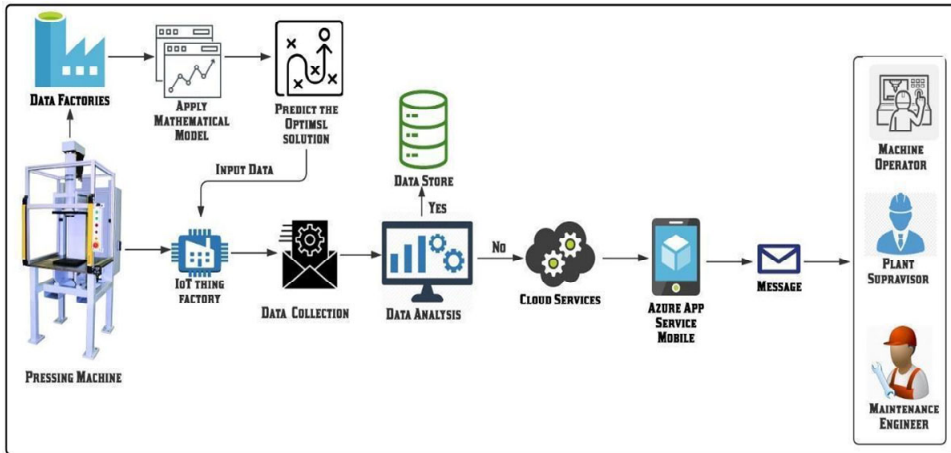 Data Factories
Apply
Mathematical
Model
Predict the
Optimsl
solution
Input Data
Data Store
Yes
No
IoT thing
factory
Data Collection
Data Analysis
Cloud Services
Azure App
Service
Mobile
Message
Pressing Machine
Machine
Operator
Plant
Supravisor
Maintenance
Engineer